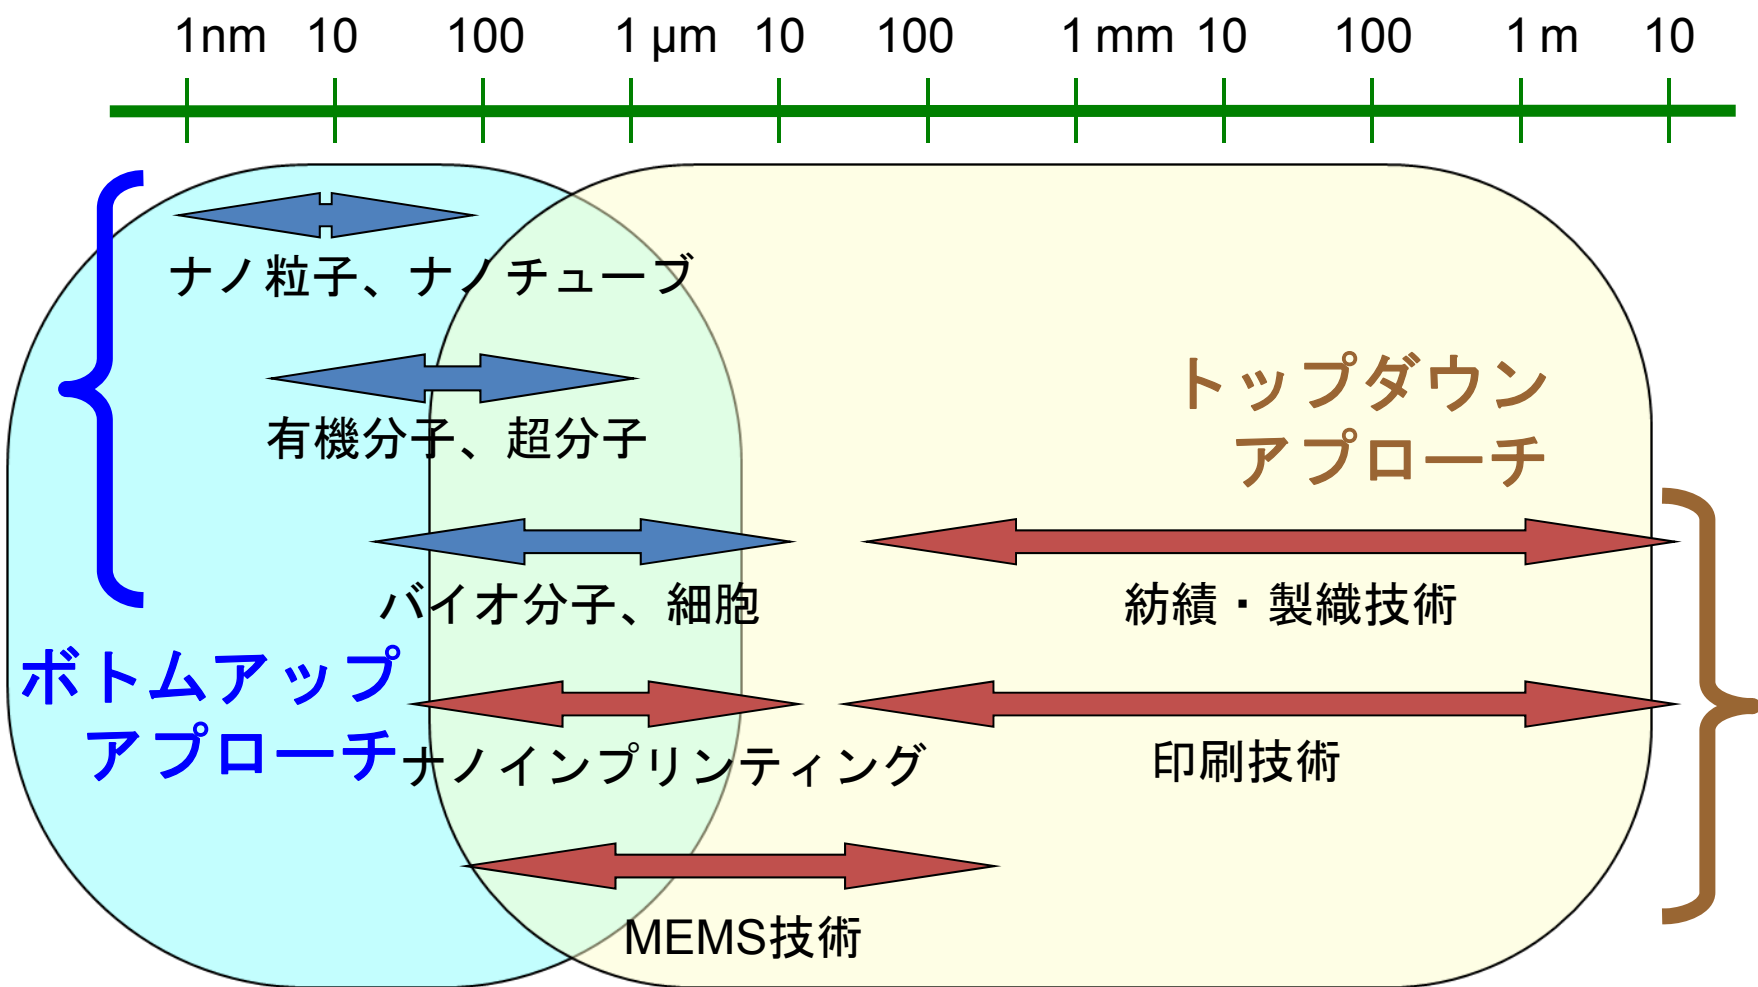 1nm 10 100 1 µm 10 100 1 mm 10 100 1 m 10
ナノ粒子、ナノチューブ
有機分子、超分子
トップダウン
アプローチ
バイオ分子、細胞
紡績・製織技術
ボトムアップ
アプローチ
ナノインプリンティング
印刷技術
MEMS技術